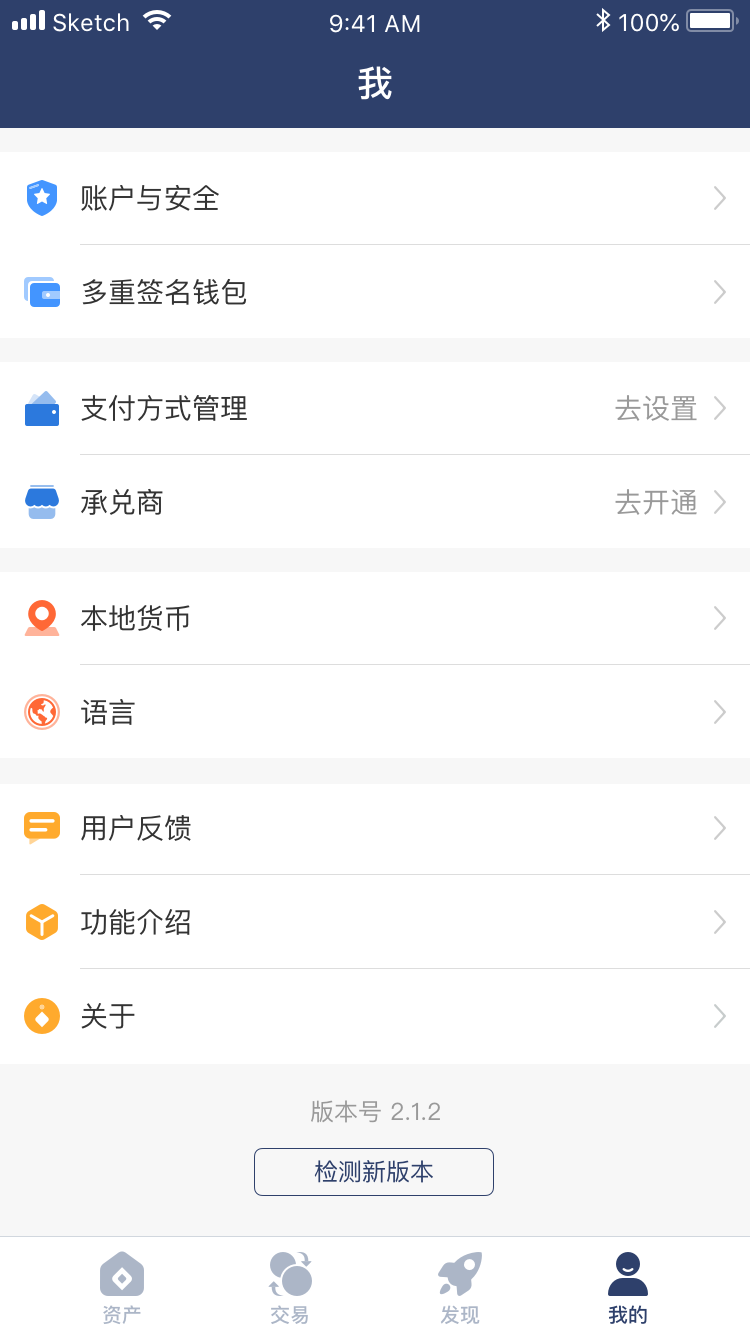 Sketch 9:41 AM 100%
我
账户与安全
多重签名钱包
支付方式管理 去设置
承兑商 去开通
本地货币
语言
用户反馈
功能介绍
关于
版本号 2.1.2
检测新版本
资产 交易 发现 我的